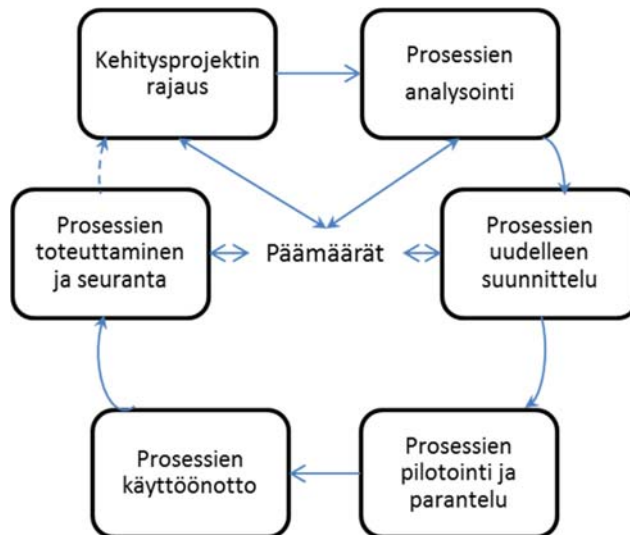 Kehitysprojektin
rajaus
Prosessien
analysointi
Prosessien
toteuttaminen
ja seuranta
Päämäärät
Prosessien
uudelleen
suunnittelu
Prosessien
käyttöönotto
Prosessien
pilotointi ja
parantelu